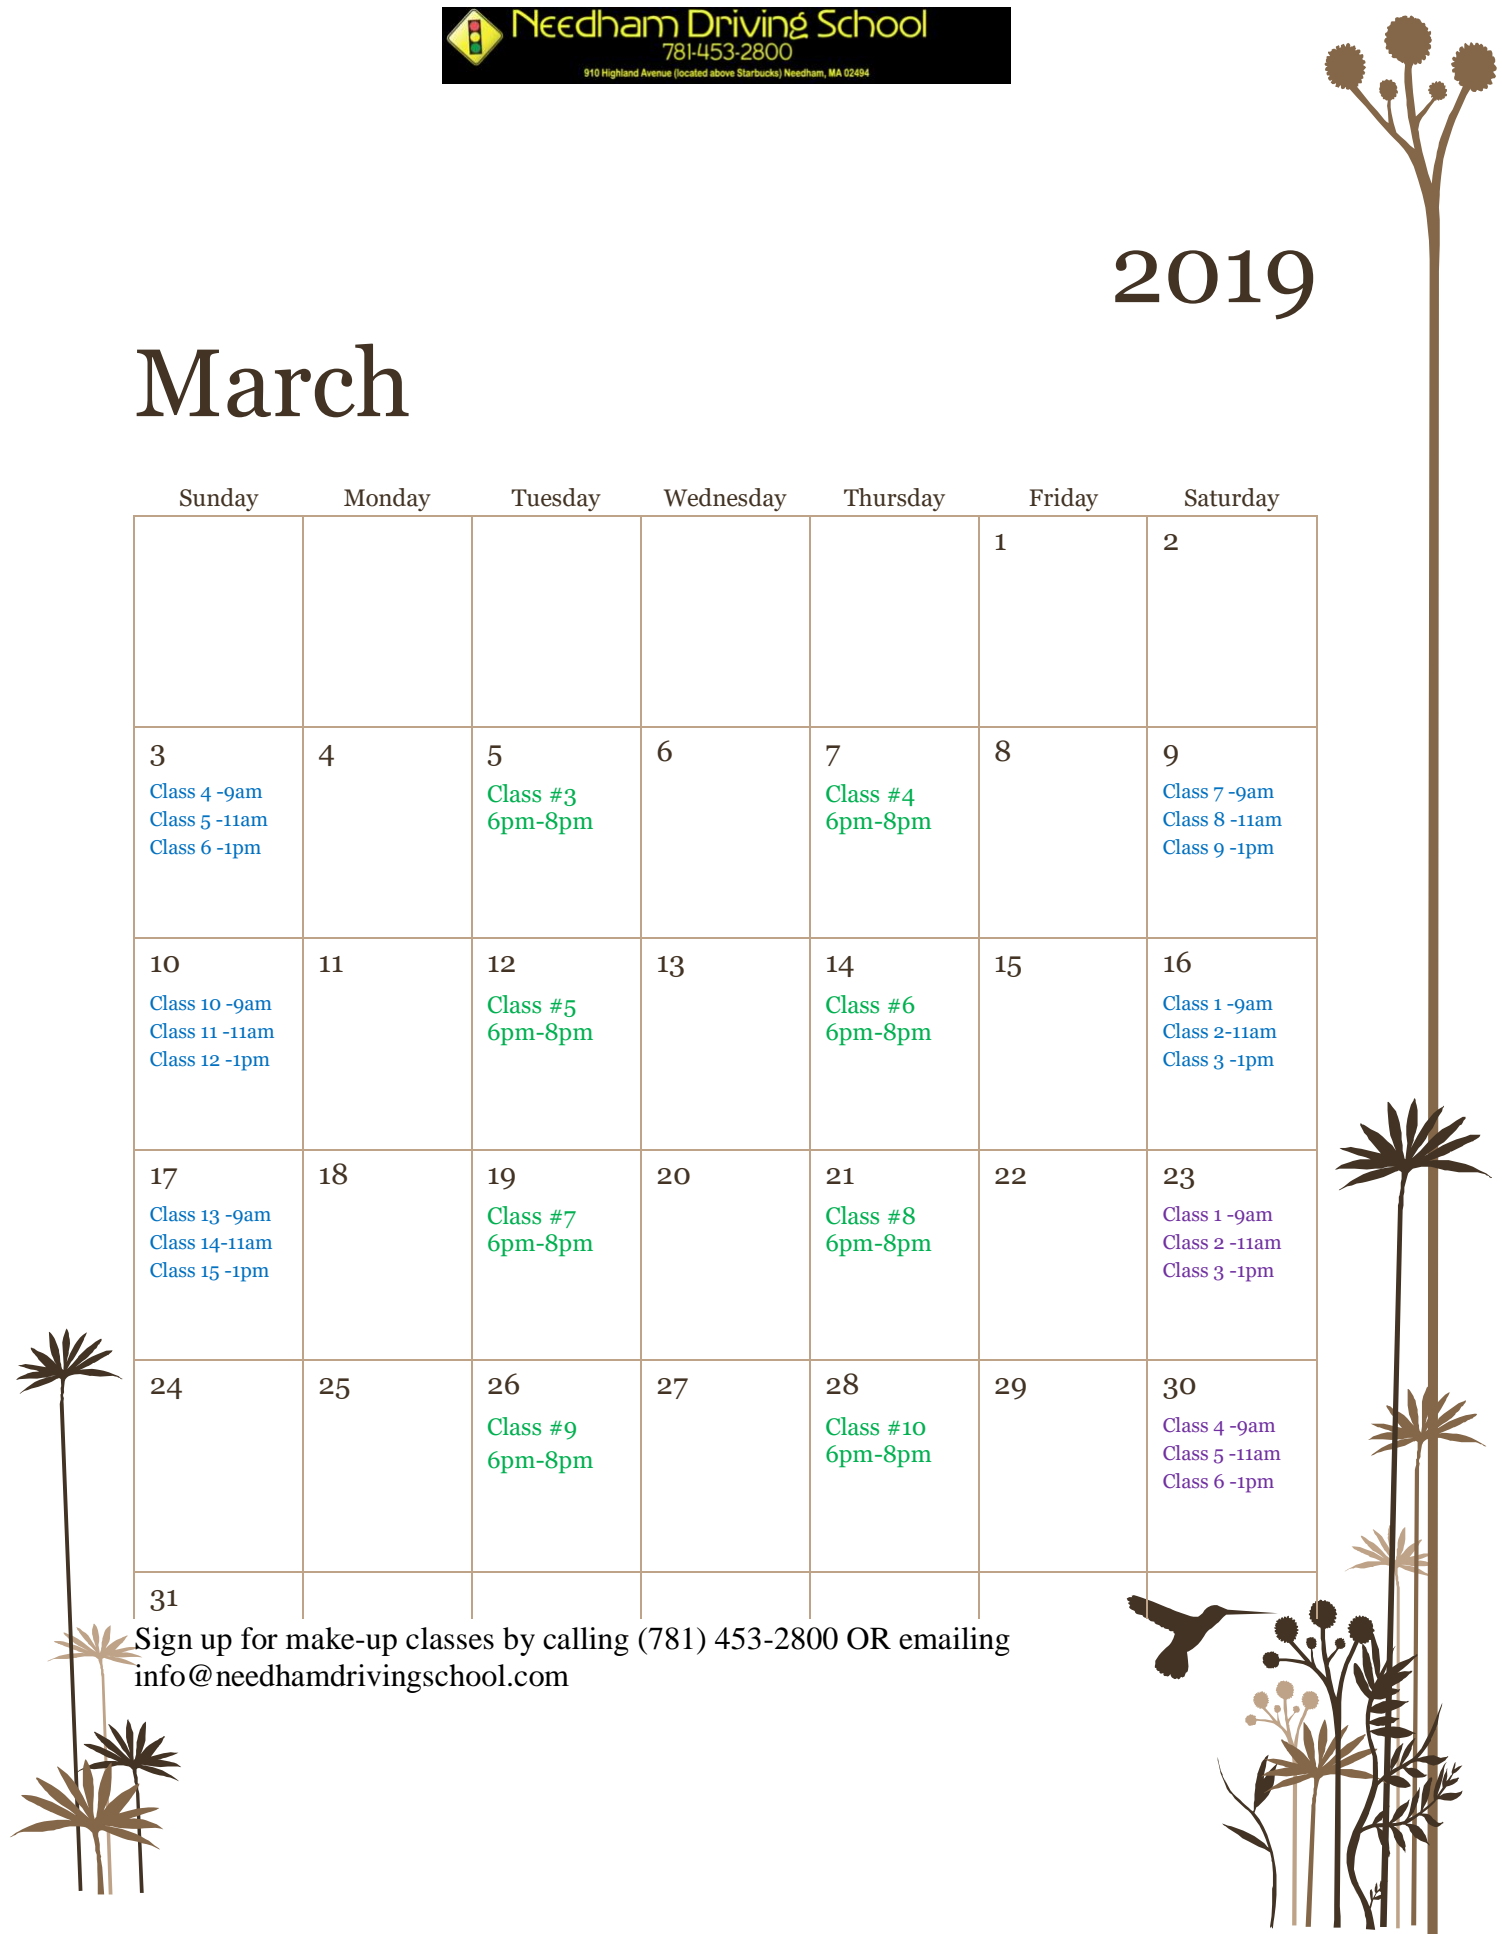 Needham Driving School
781-453-2800
910 Highland Avenue (located above Starbucks) Needham, MA 02494
2019
March
Sunday Monday Tuesday Wednesday Thursday Friday Saturday
1 2
3 4 5 6 7 8 9
Class 4 -9am Class #3 Class #4 Class 7 -9am
Class 5 -11am 6pm-8pm 6pm-8pm Class 8 -11am
Class 6 -1pm Class 9 -1pm
10 11 12 13 14 15 16
Class 10 -9am Class #5 Class #6 Class 1 -9am
Class 11 -11am 6pm-8pm 6pm-8pm Class 2-11am
Class 12 -1pm Class 3 -1pm
17 18 19 20 21 22 23
Class 13 -9am Class #7 Class #8 Class 1 -9am
Class 14-11am 6pm-8pm 6pm-8pm Class 2 -11am
Class 15 -1pm Class 3 -1pm
24 25 26 27 28 29 30
Class #9 Class #10 Class 4 -9am
6pm-8pm 6pm-8pm Class 5 -11am
Class 6 -1pm
31
Sign up for make-up classes by calling (781) 453-2800 OR emailing
info@needhamdrivingschool.com